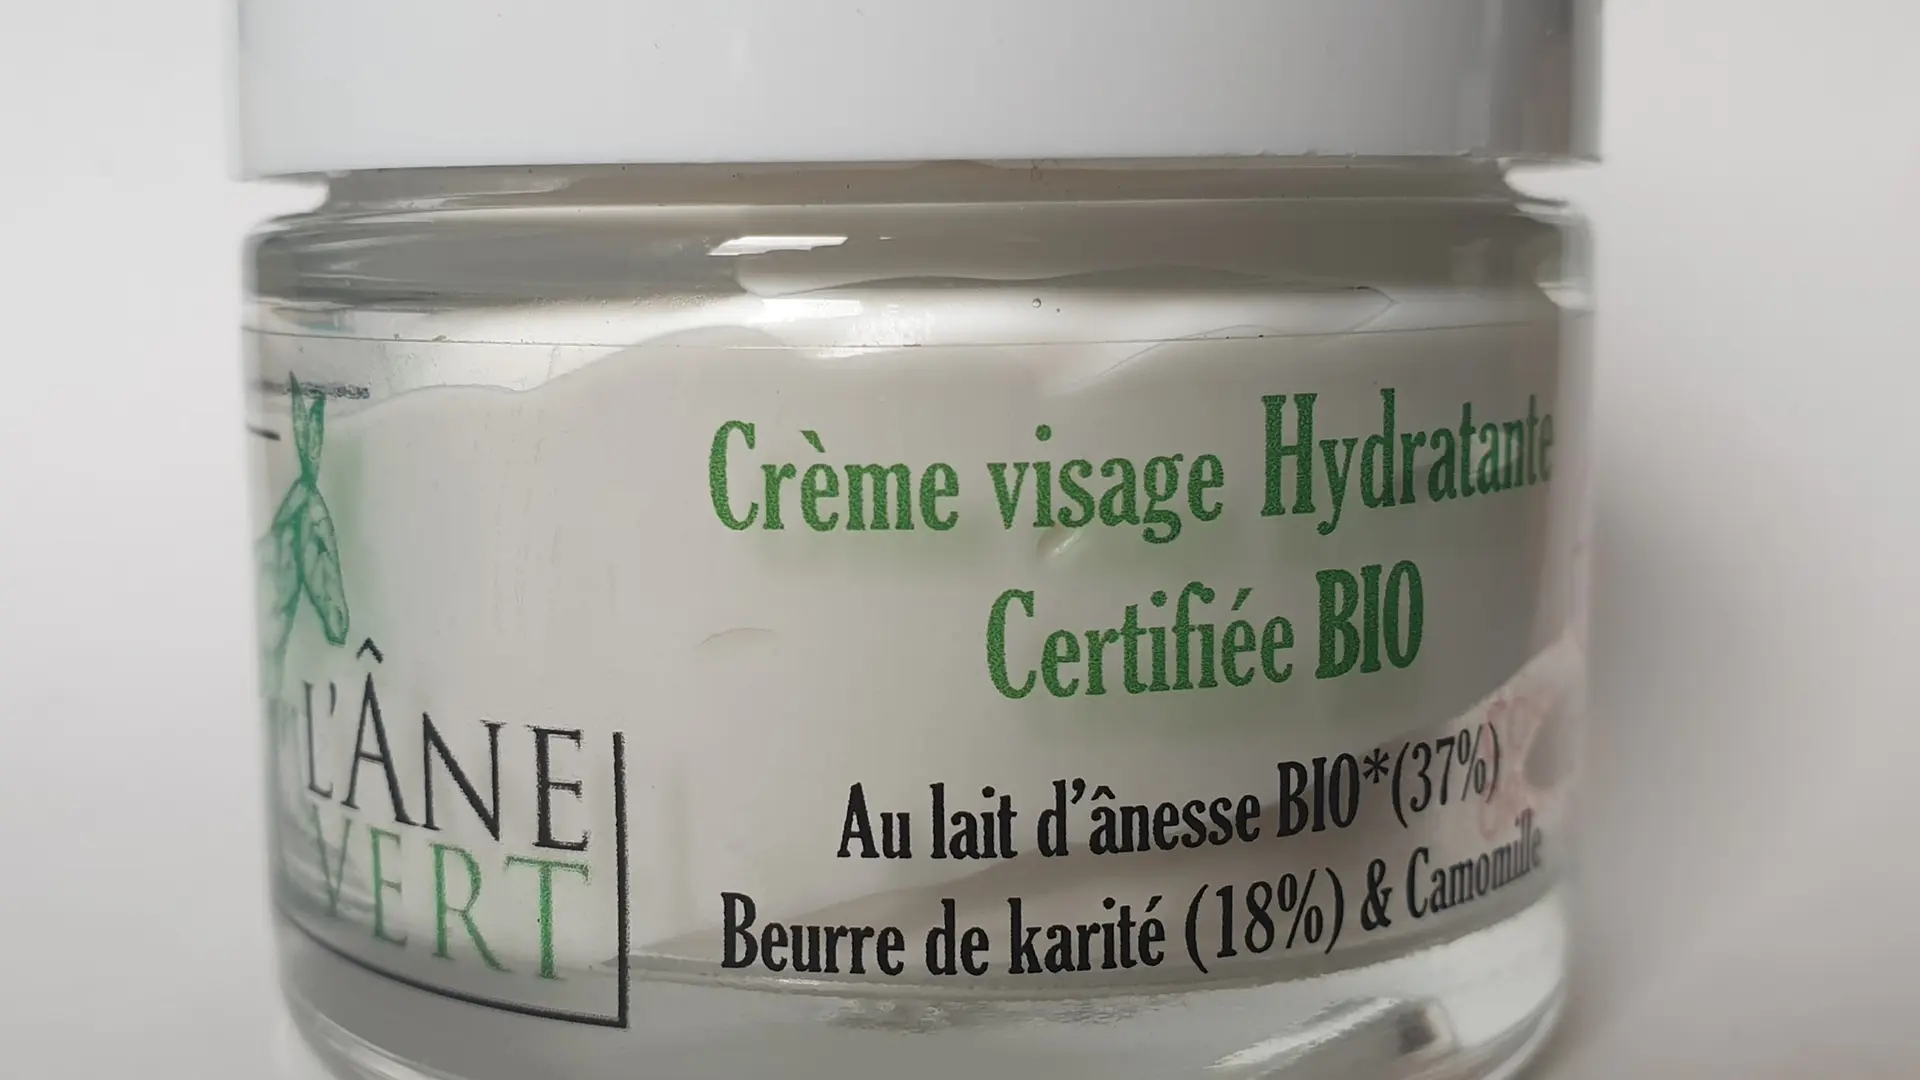 L'ÂNE
VERT
Crème visage Hydratante
Certifiée BIO
Au lait d'ânesse BIO*(37%)
Beurre de karité (18%) & Camomille